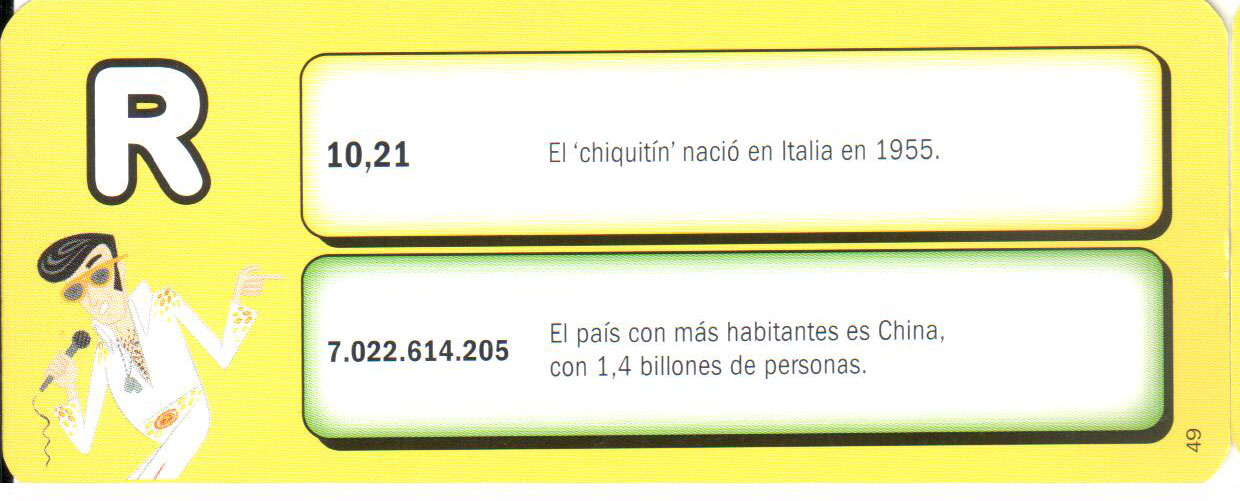 R
10,21 El ‘chiquitín’ nació en Italia en 1955.
7.022.614.205 El país con más habitantes es China,
con 1,4 billones de personas.
49